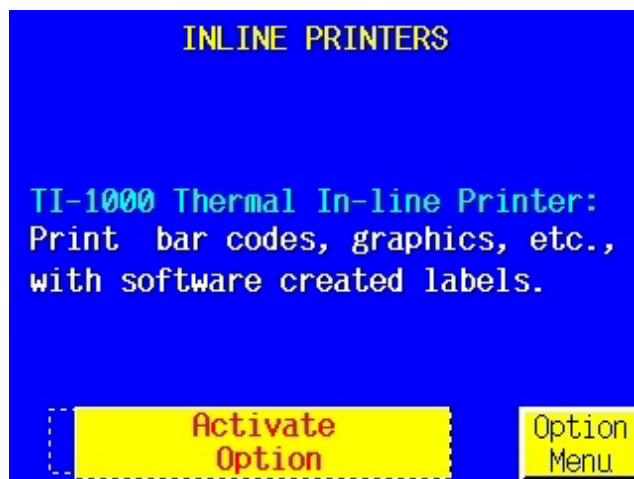 INLINE PRINTERS
TI-1000 Thermal In-line Printer:
Print bar codes, graphics, etc.,
with software created labels.
Activate
Option
Option
Menu